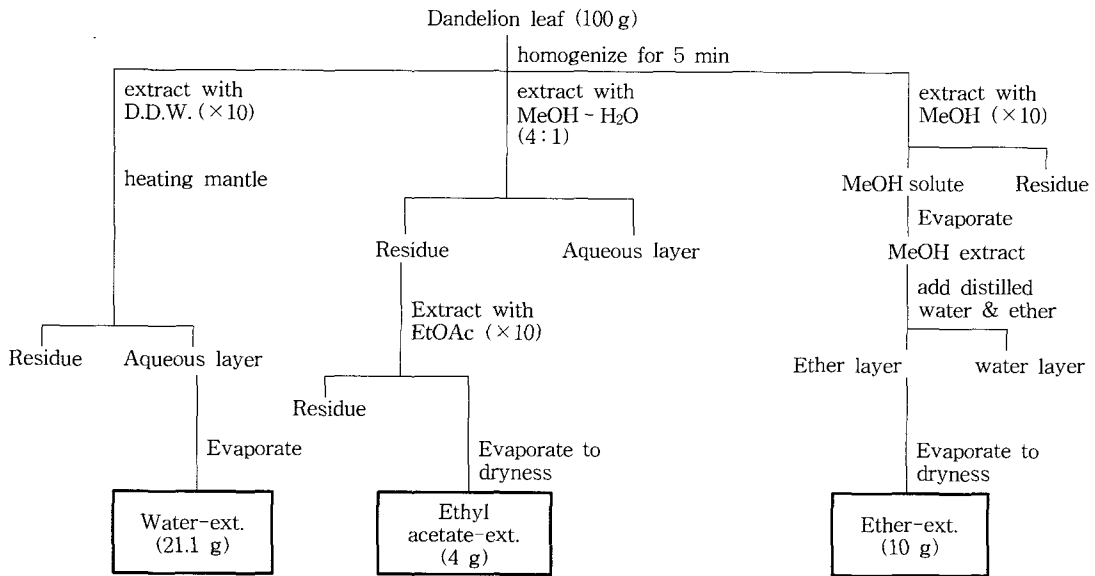 Dandelion leaf (100 g)
homogenize for 5 min
extract with
D.D.W. (×10)
heating mantle
Residue
Aqueous layer
Evaporate
Water-ext.
(21.1 g)
extract with
MeOH - H₂O
(4 : 1)
Residue
Aqueous layer
Extract with
EtOAc (×10)
Residue
Evaporate to
dryness
Ethyl
acetate-ext.
(4 g)
extract with
MeOH (×10)
MeOH solute
Residue
Evaporate
MeOH extract
add distilled
water & ether
Ether layer
water layer
Evaporate to
dryness
Ether-ext.
(10 g)